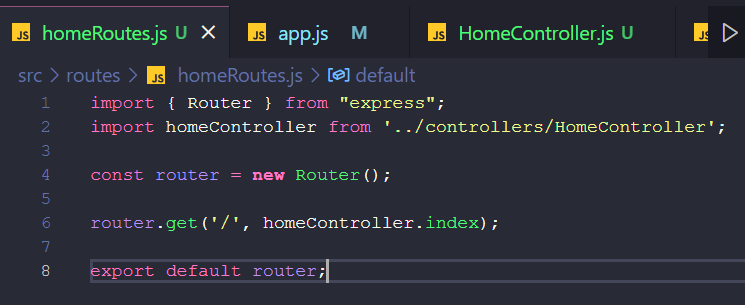 JS homeRoutes.js U × JS app.js M JS HomeController.js U JS
src > routes > JS homeRoutes.js > default
1 import { Router } from "express";
2 import homeController from '../controllers/HomeController';
3
4 const router = new Router();
5
6 router.get('/', homeController.index);
7
8 export default router;